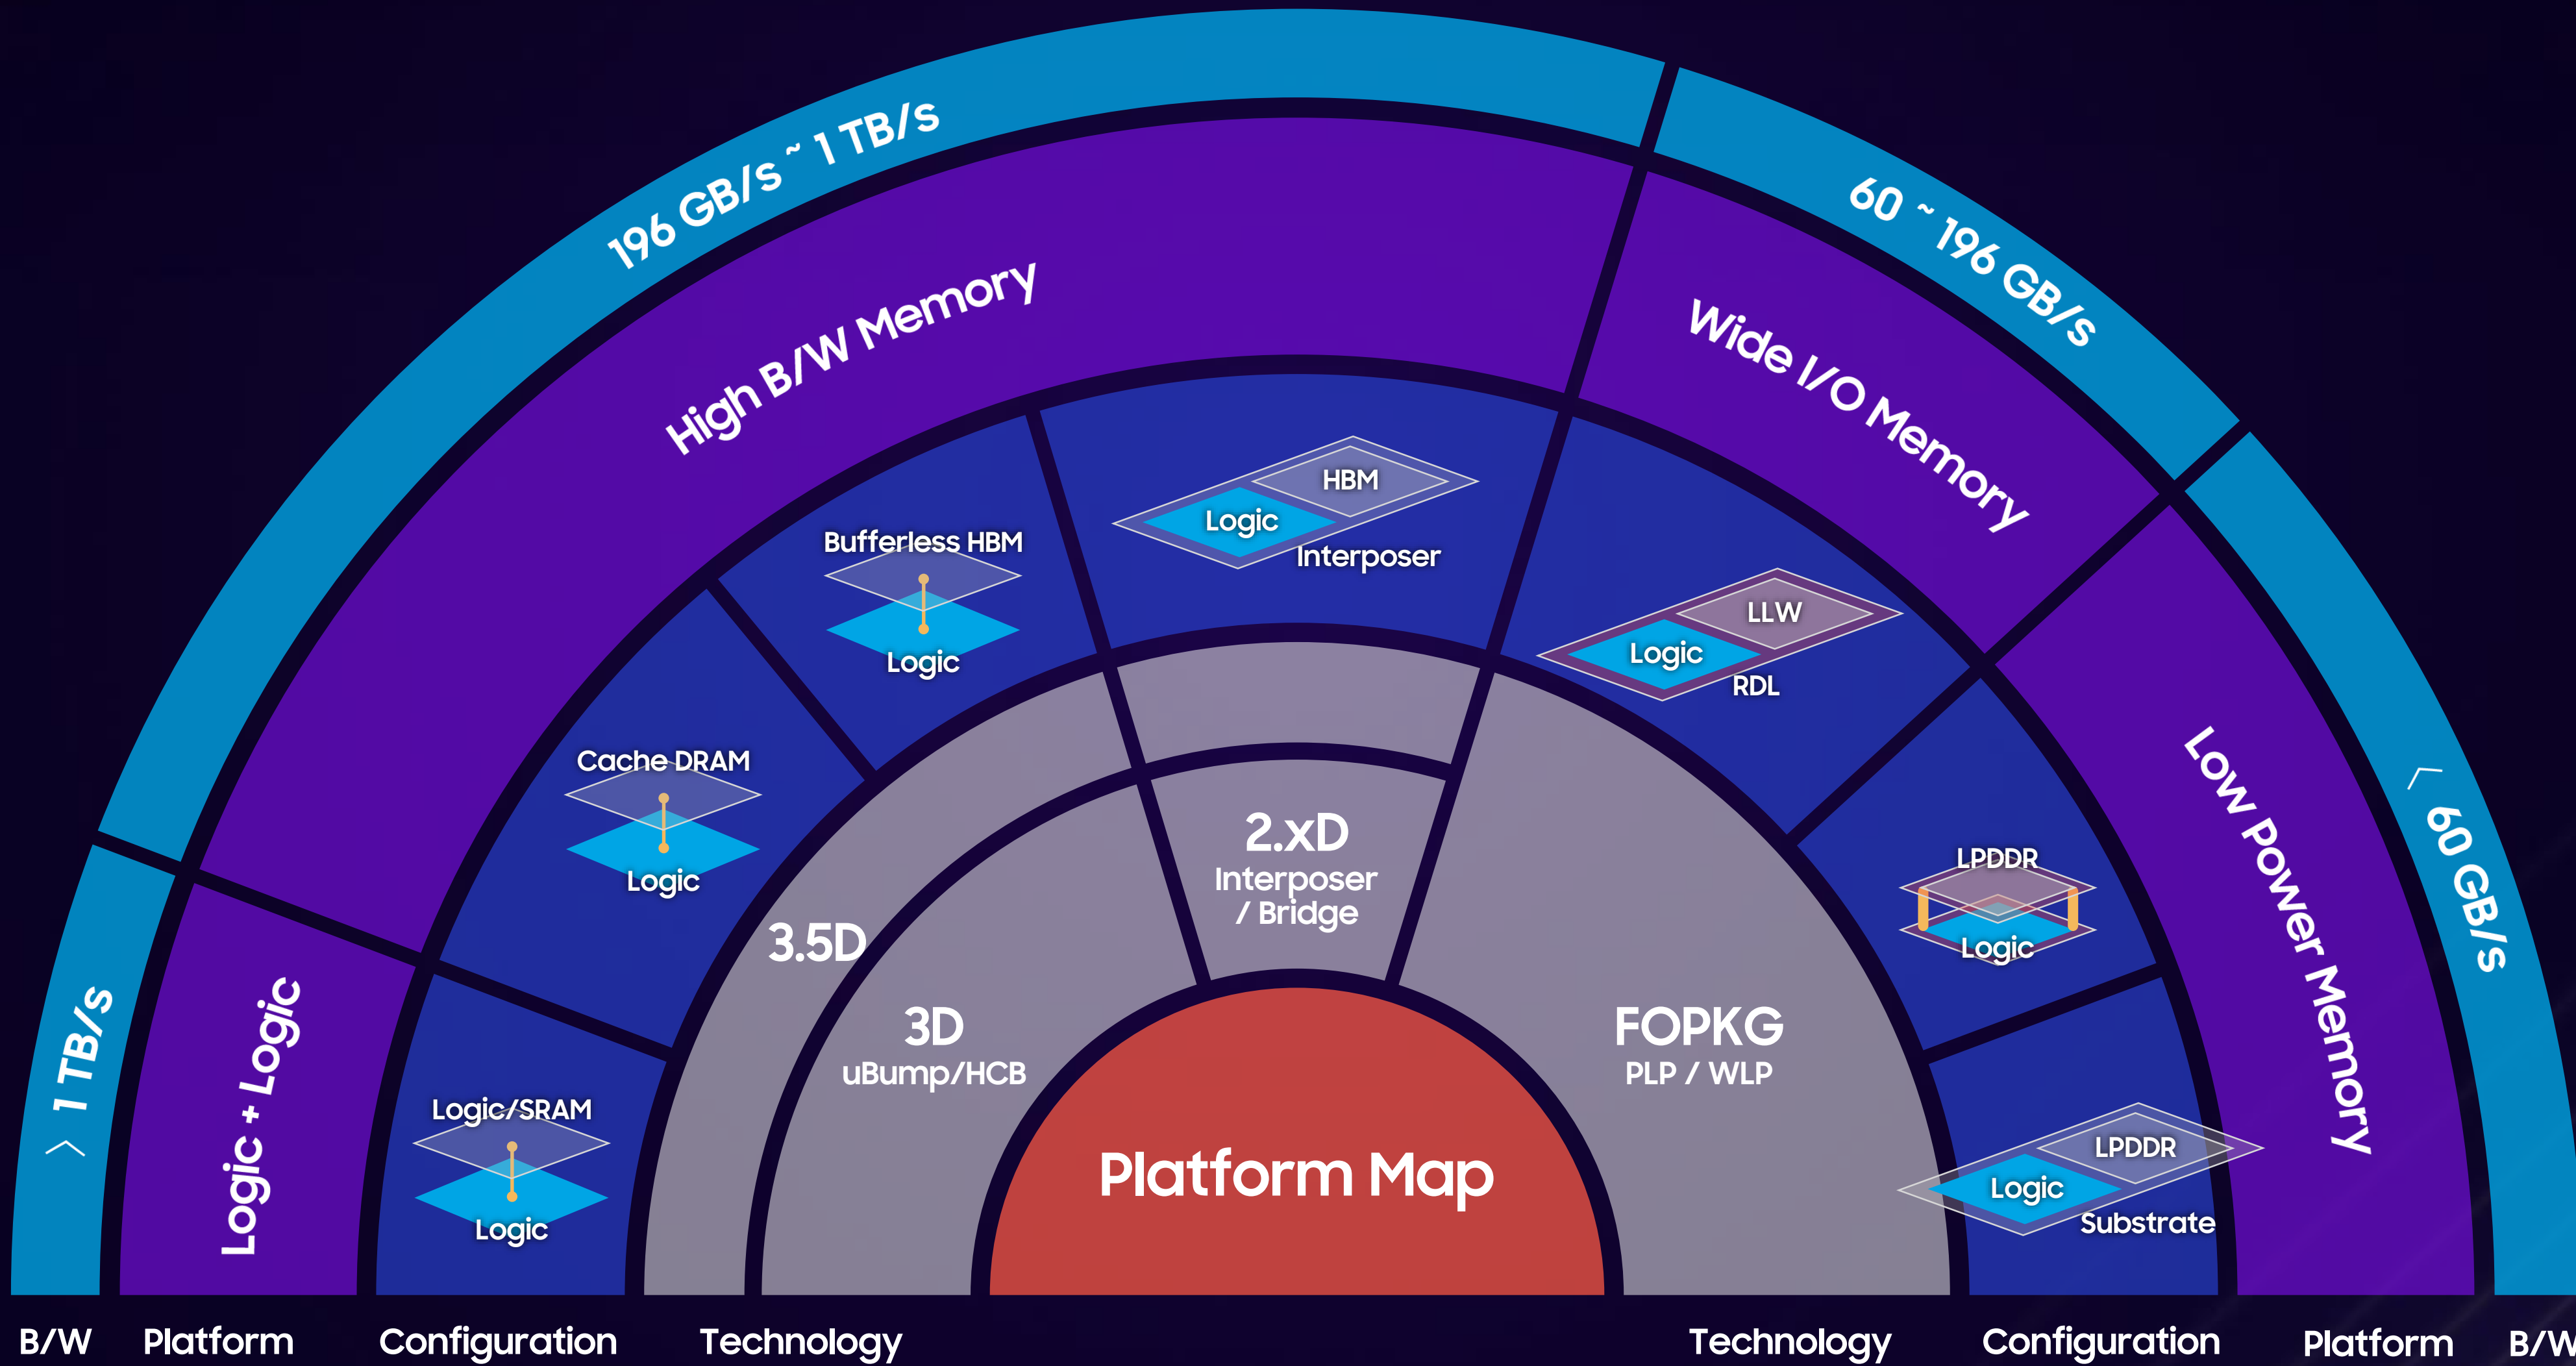 196 GB/s ~ 1 TB/s
60 ~ 196 GB/s
< 60 GB/s
> 1 TB/s
High B/W Memory
Wide I/O Memory
Low Power Memory
Logic + Logic
HBM
Logic
Interposer
Bufferless HBM
Logic
LLW
Logic
RDL
Cache DRAM
Logic
LPDDR
Logic
Logic/SRAM
Logic
LPDDR
Logic
Substrate
2.xD
Interposer
/ Bridge
3.5D
3D
uBump/HCB
FOPKG
PLP / WLP
Platform Map
B/W Platform Configuration Technology Technology Configuration Platform B/W